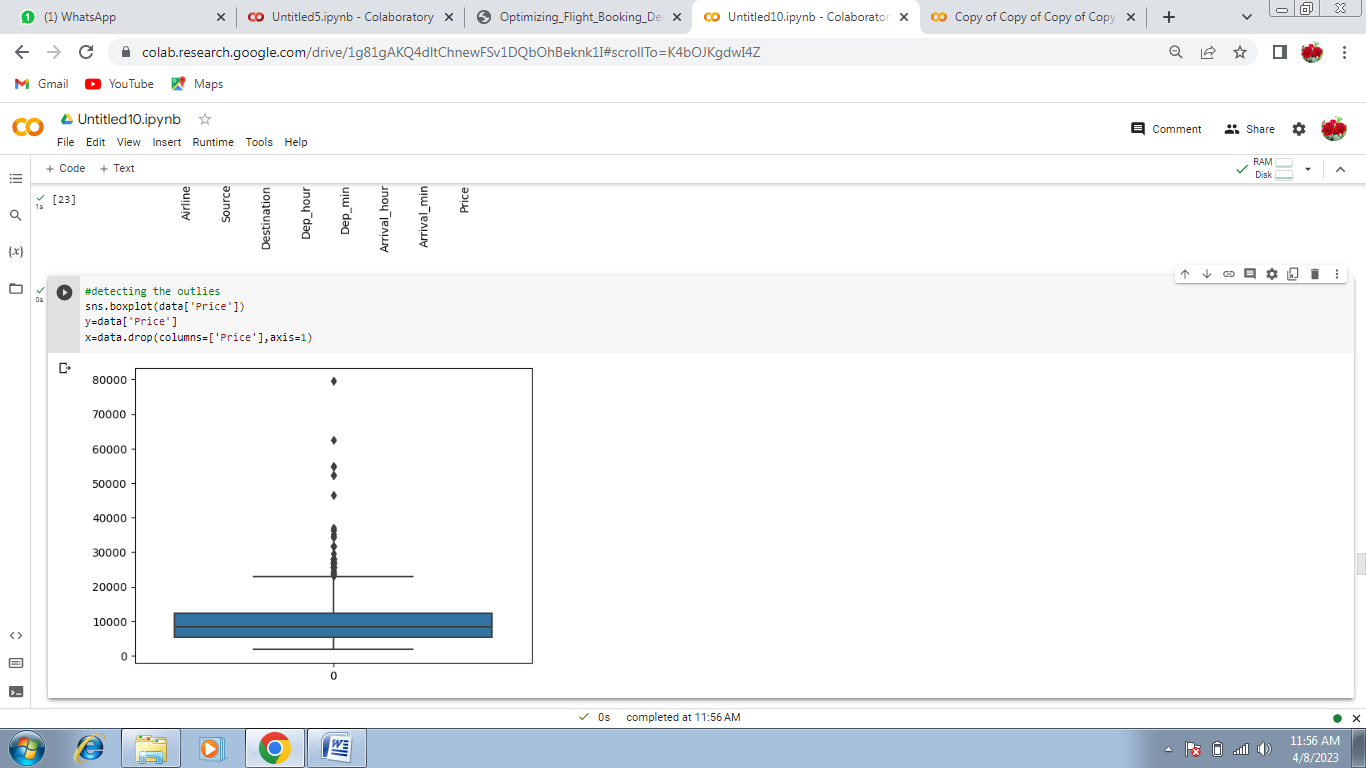 (1) WhatsApp
Untitled5.ipynb - Colaboratory
Optimizing_Flight_Booking_De
Untitled10.ipynb - Colaborator
Copy of Copy of Copy of Copy
colab.research.google.com/drive/1g81gAKQ4dltChnewFSv1DQbOhBeknk1I#scrollTo=K4bOJKgdwI4Z
Gmail
YouTube
Maps
Untitled10.ipynb
File Edit View Insert Runtime Tools Help
Comment
Share
+ Code + Text
RAM
Disk
[23]
1s
Airline
Source
Destination
Dep_hour
Dep_min
Arrival_hour
Arrival_min
Price
0s
#detecting the outlies
sns.boxplot(data['Price'])
y=data['Price']
x=data.drop(columns=['Price'],axis=1)
80000
70000
60000
50000
40000
30000
20000
10000
0
0
0s completed at 11:56 AM
11:56 AM
4/8/2023